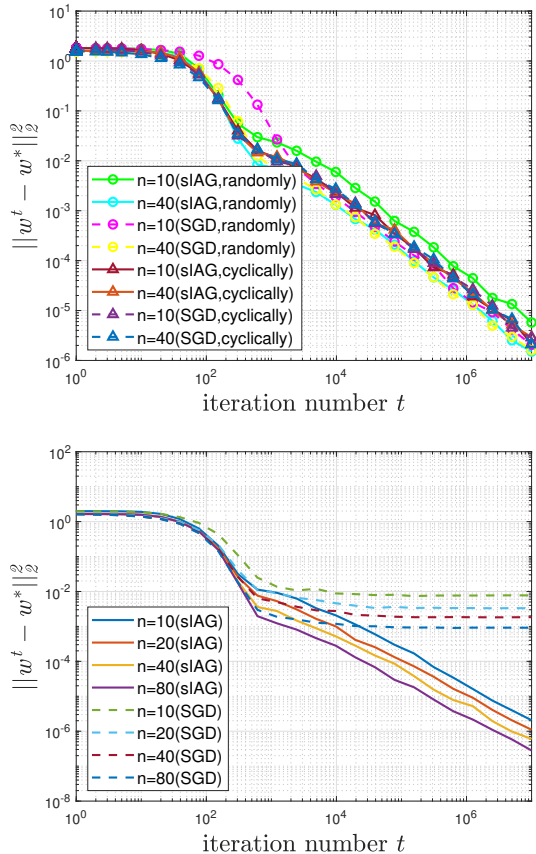 10^1
10^0
10^-1
10^-2
10^-3
10^-4
10^-5
10^-6
||w^t − w^*||_2^2
n=10(sIAG,randomly)
n=40(sIAG,randomly)
n=10(SGD,randomly)
n=40(SGD,randomly)
n=10(sIAG,cyclically)
n=40(sIAG,cyclically)
n=10(SGD,cyclically)
n=40(SGD,cyclically)
10^0 10^2 10^4 10^6
iteration number t
10^2
10^0
10^-2
10^-4
10^-6
10^-8
||w^t − w^*||_2^2
n=10(sIAG)
n=20(sIAG)
n=40(sIAG)
n=80(sIAG)
n=10(SGD)
n=20(SGD)
n=40(SGD)
n=80(SGD)
10^0 10^2 10^4 10^6
iteration number t